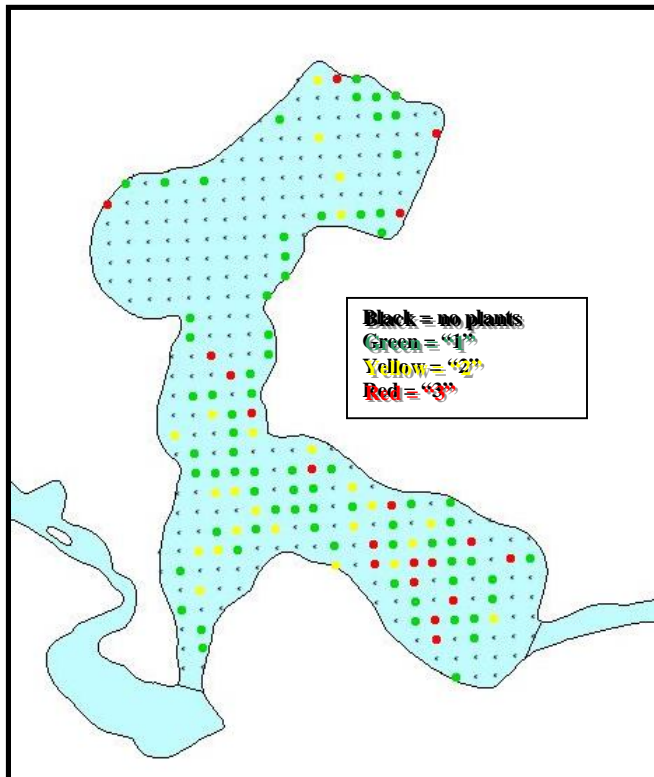 Black = no plants
Green = “1”
Yellow = “2”
Red = “3”